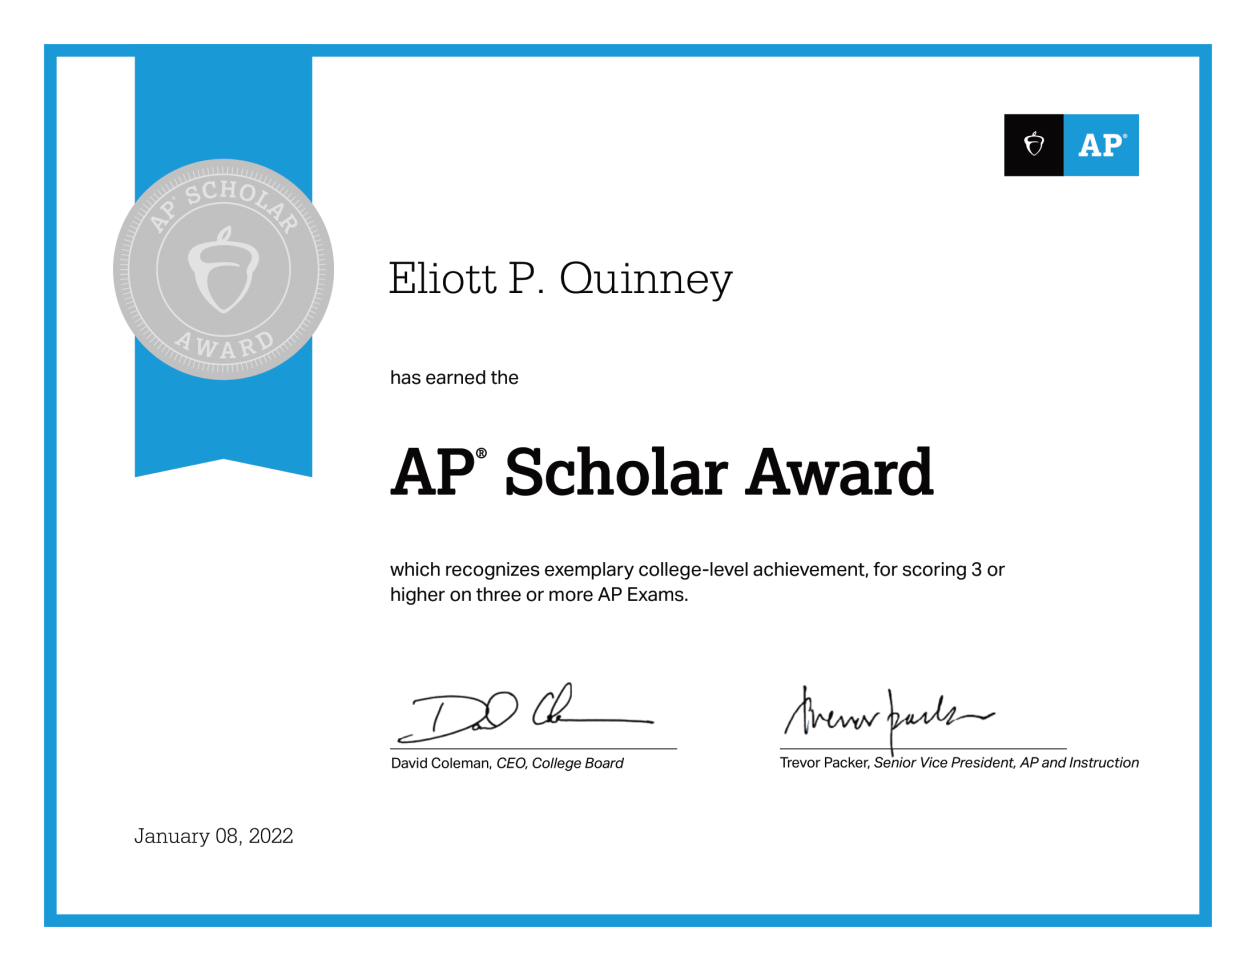 AP® SCHOLAR
AWARD
AP®
Eliott P. Quinney
has earned the
AP® Scholar Award
which recognizes exemplary college-level achievement, for scoring 3 or
higher on three or more AP Exams.
David Coleman, CEO, College Board
Trevor Packer, Senior Vice President, AP and Instruction
January 08, 2022